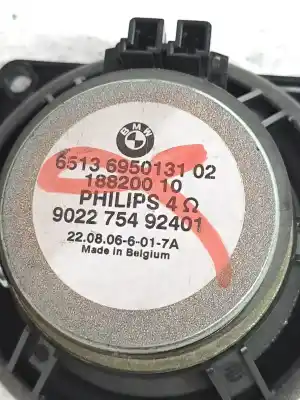 BMW
6513 6950131 02
188200 10
PHILIPS 4 Ω
9022 754 92401
22.08.06-6-01-7A
Made in Belgium